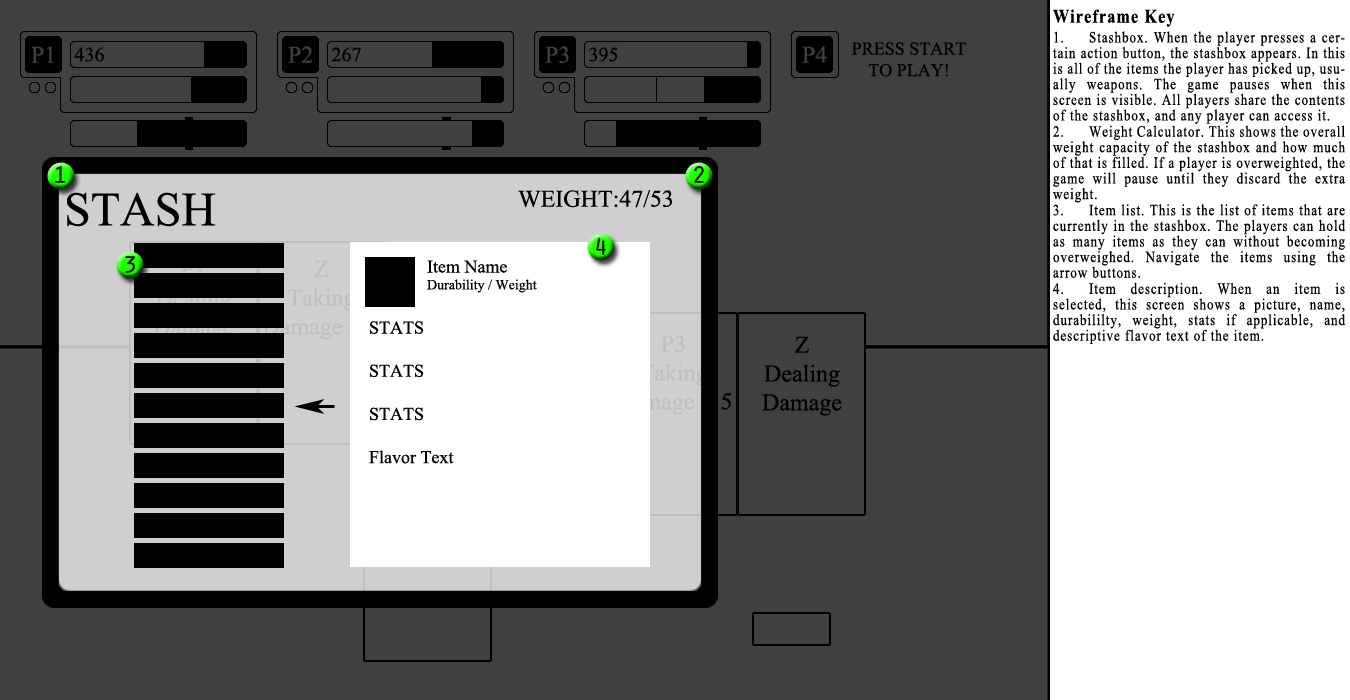 P1 436
P2 267
P3 395
P4 PRESS START
TO PLAY!
1
2
STASH
WEIGHT:47/53
3
4
Item Name
Durability / Weight
STATS
STATS
STATS
Flavor Text
Z
Taking
Damage
Dealing
Damage
P3
Taking
mage
5
Z
Dealing
Damage
Wireframe Key
1. Stashbox. When the player presses a cer-
tain action button, the stashbox appears. In this
is all of the items the player has picked up, usu-
ally weapons. The game pauses when this
screen is visible. All players share the contents
of the stashbox, and any player can access it.
2. Weight Calculator. This shows the overall
weight capacity of the stashbox and how much
of that is filled. If a player is overweighted, the
game will pause until they discard the extra
weight.
3. Item list. This is the list of items that are
currently in the stashbox. The players can hold
as many items as they can without becoming
overweighed. Navigate the items using the
arrow buttons.
4. Item description. When an item is
selected, this screen shows a picture, name,
durabililty, weight, stats if applicable, and
descriptive flavor text of the item.